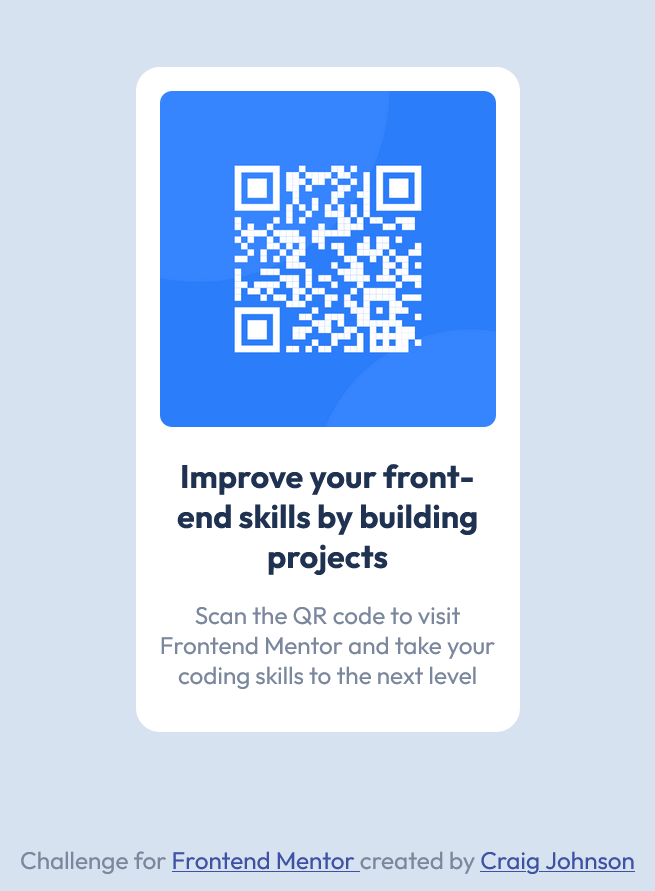 Improve your front-
end skills by building
projects
Scan the QR code to visit
Frontend Mentor and take your
coding skills to the next level
Challenge for Frontend Mentor created by Craig Johnson